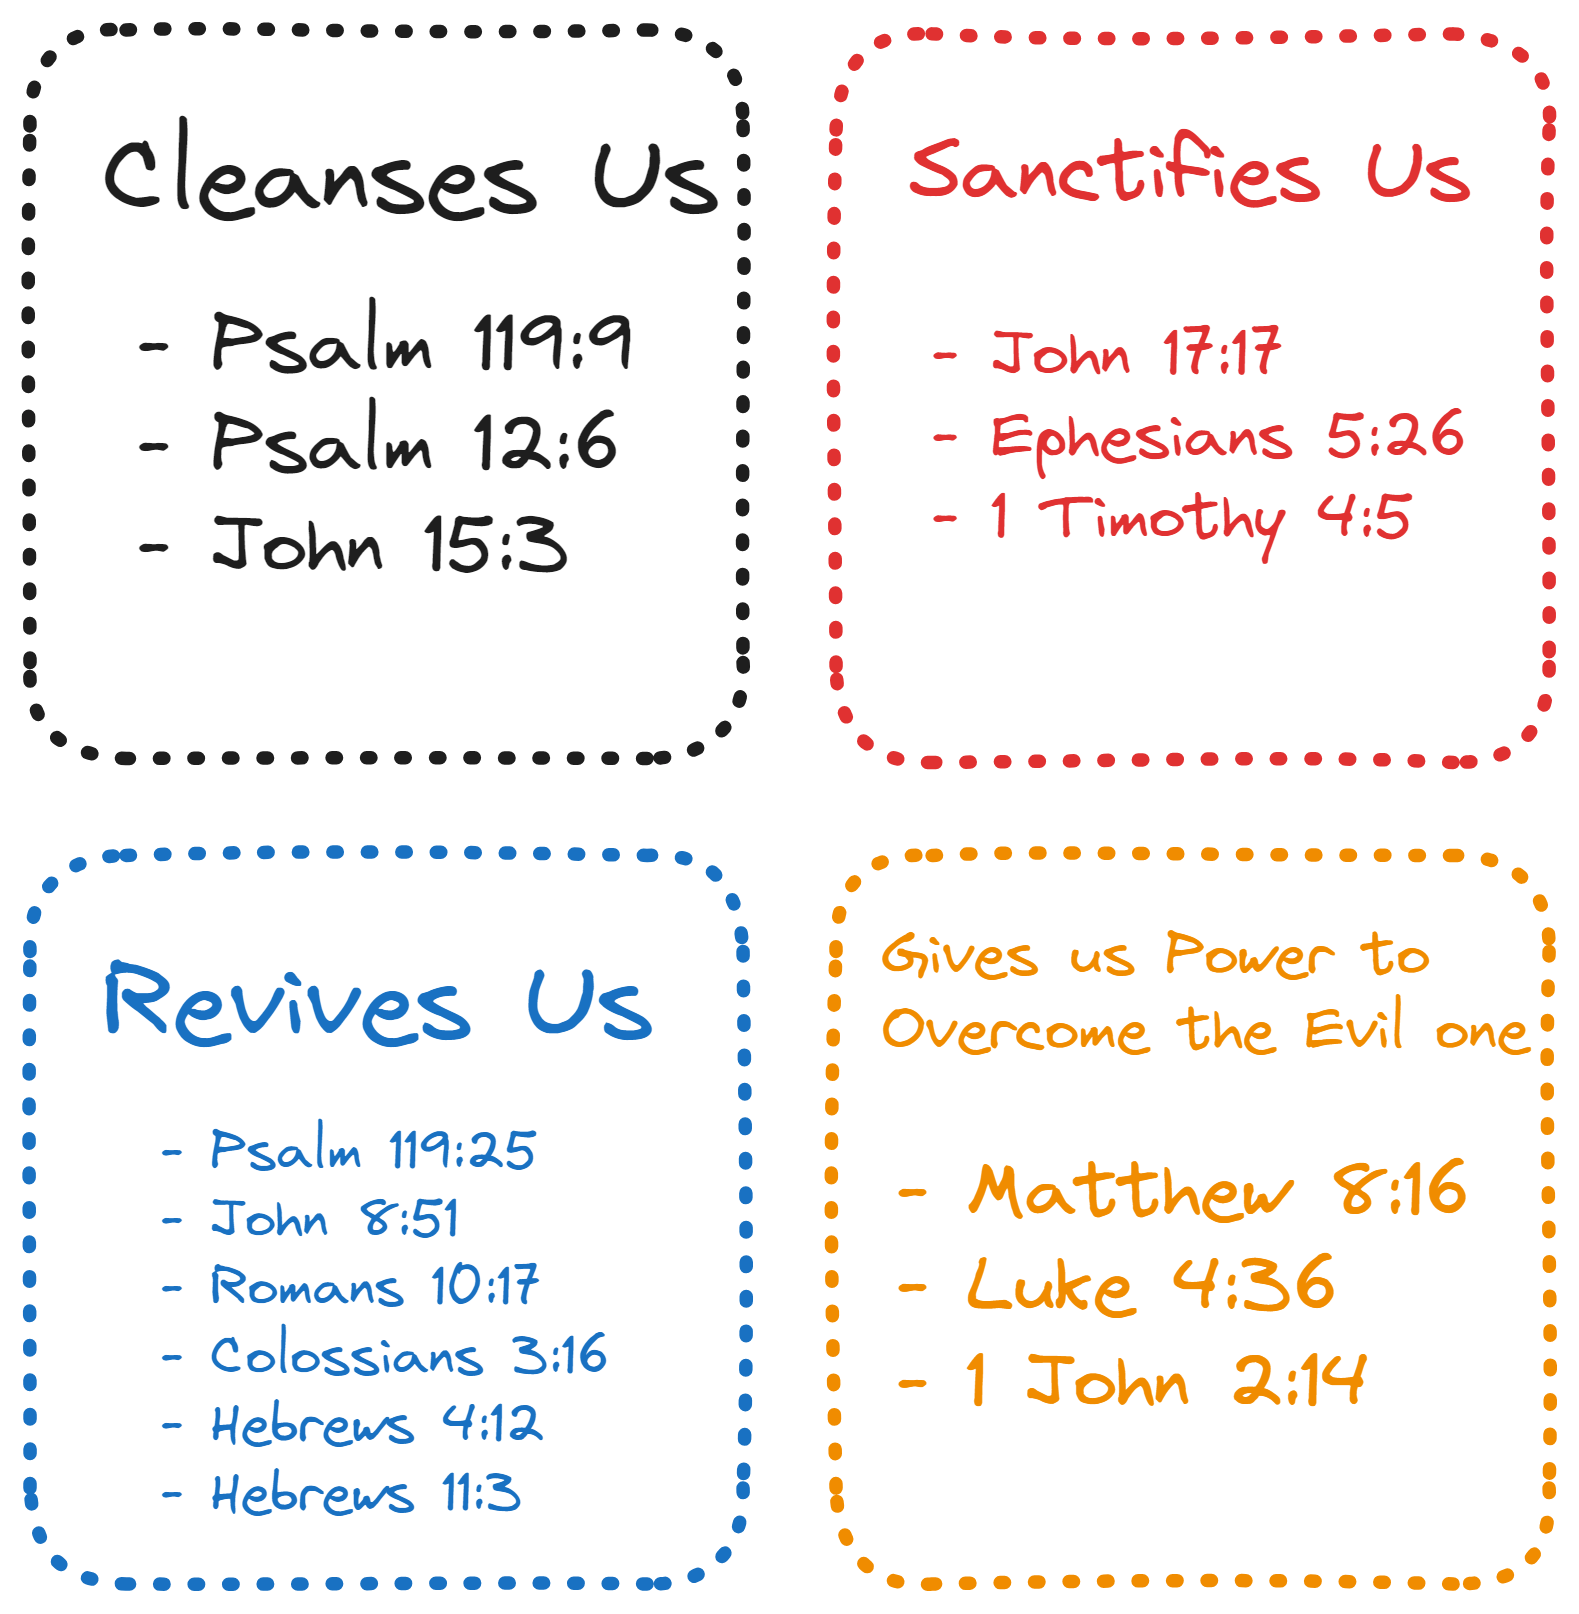 Cleanses Us
- Psalm 119:9
- Psalm 12:6
- John 15:3
Sanctifies Us
- John 17:17
- Ephesians 5:26
- 1 Timothy 4:5
Revives Us
- Psalm 119:25
- John 8:51
- Romans 10:17
- Colossians 3:16
- Hebrews 4:12
- Hebrews 11:3
Gives us Power to
Overcome the Evil one
- Matthew 8:16
- Luke 4:36
- 1 John 2:14